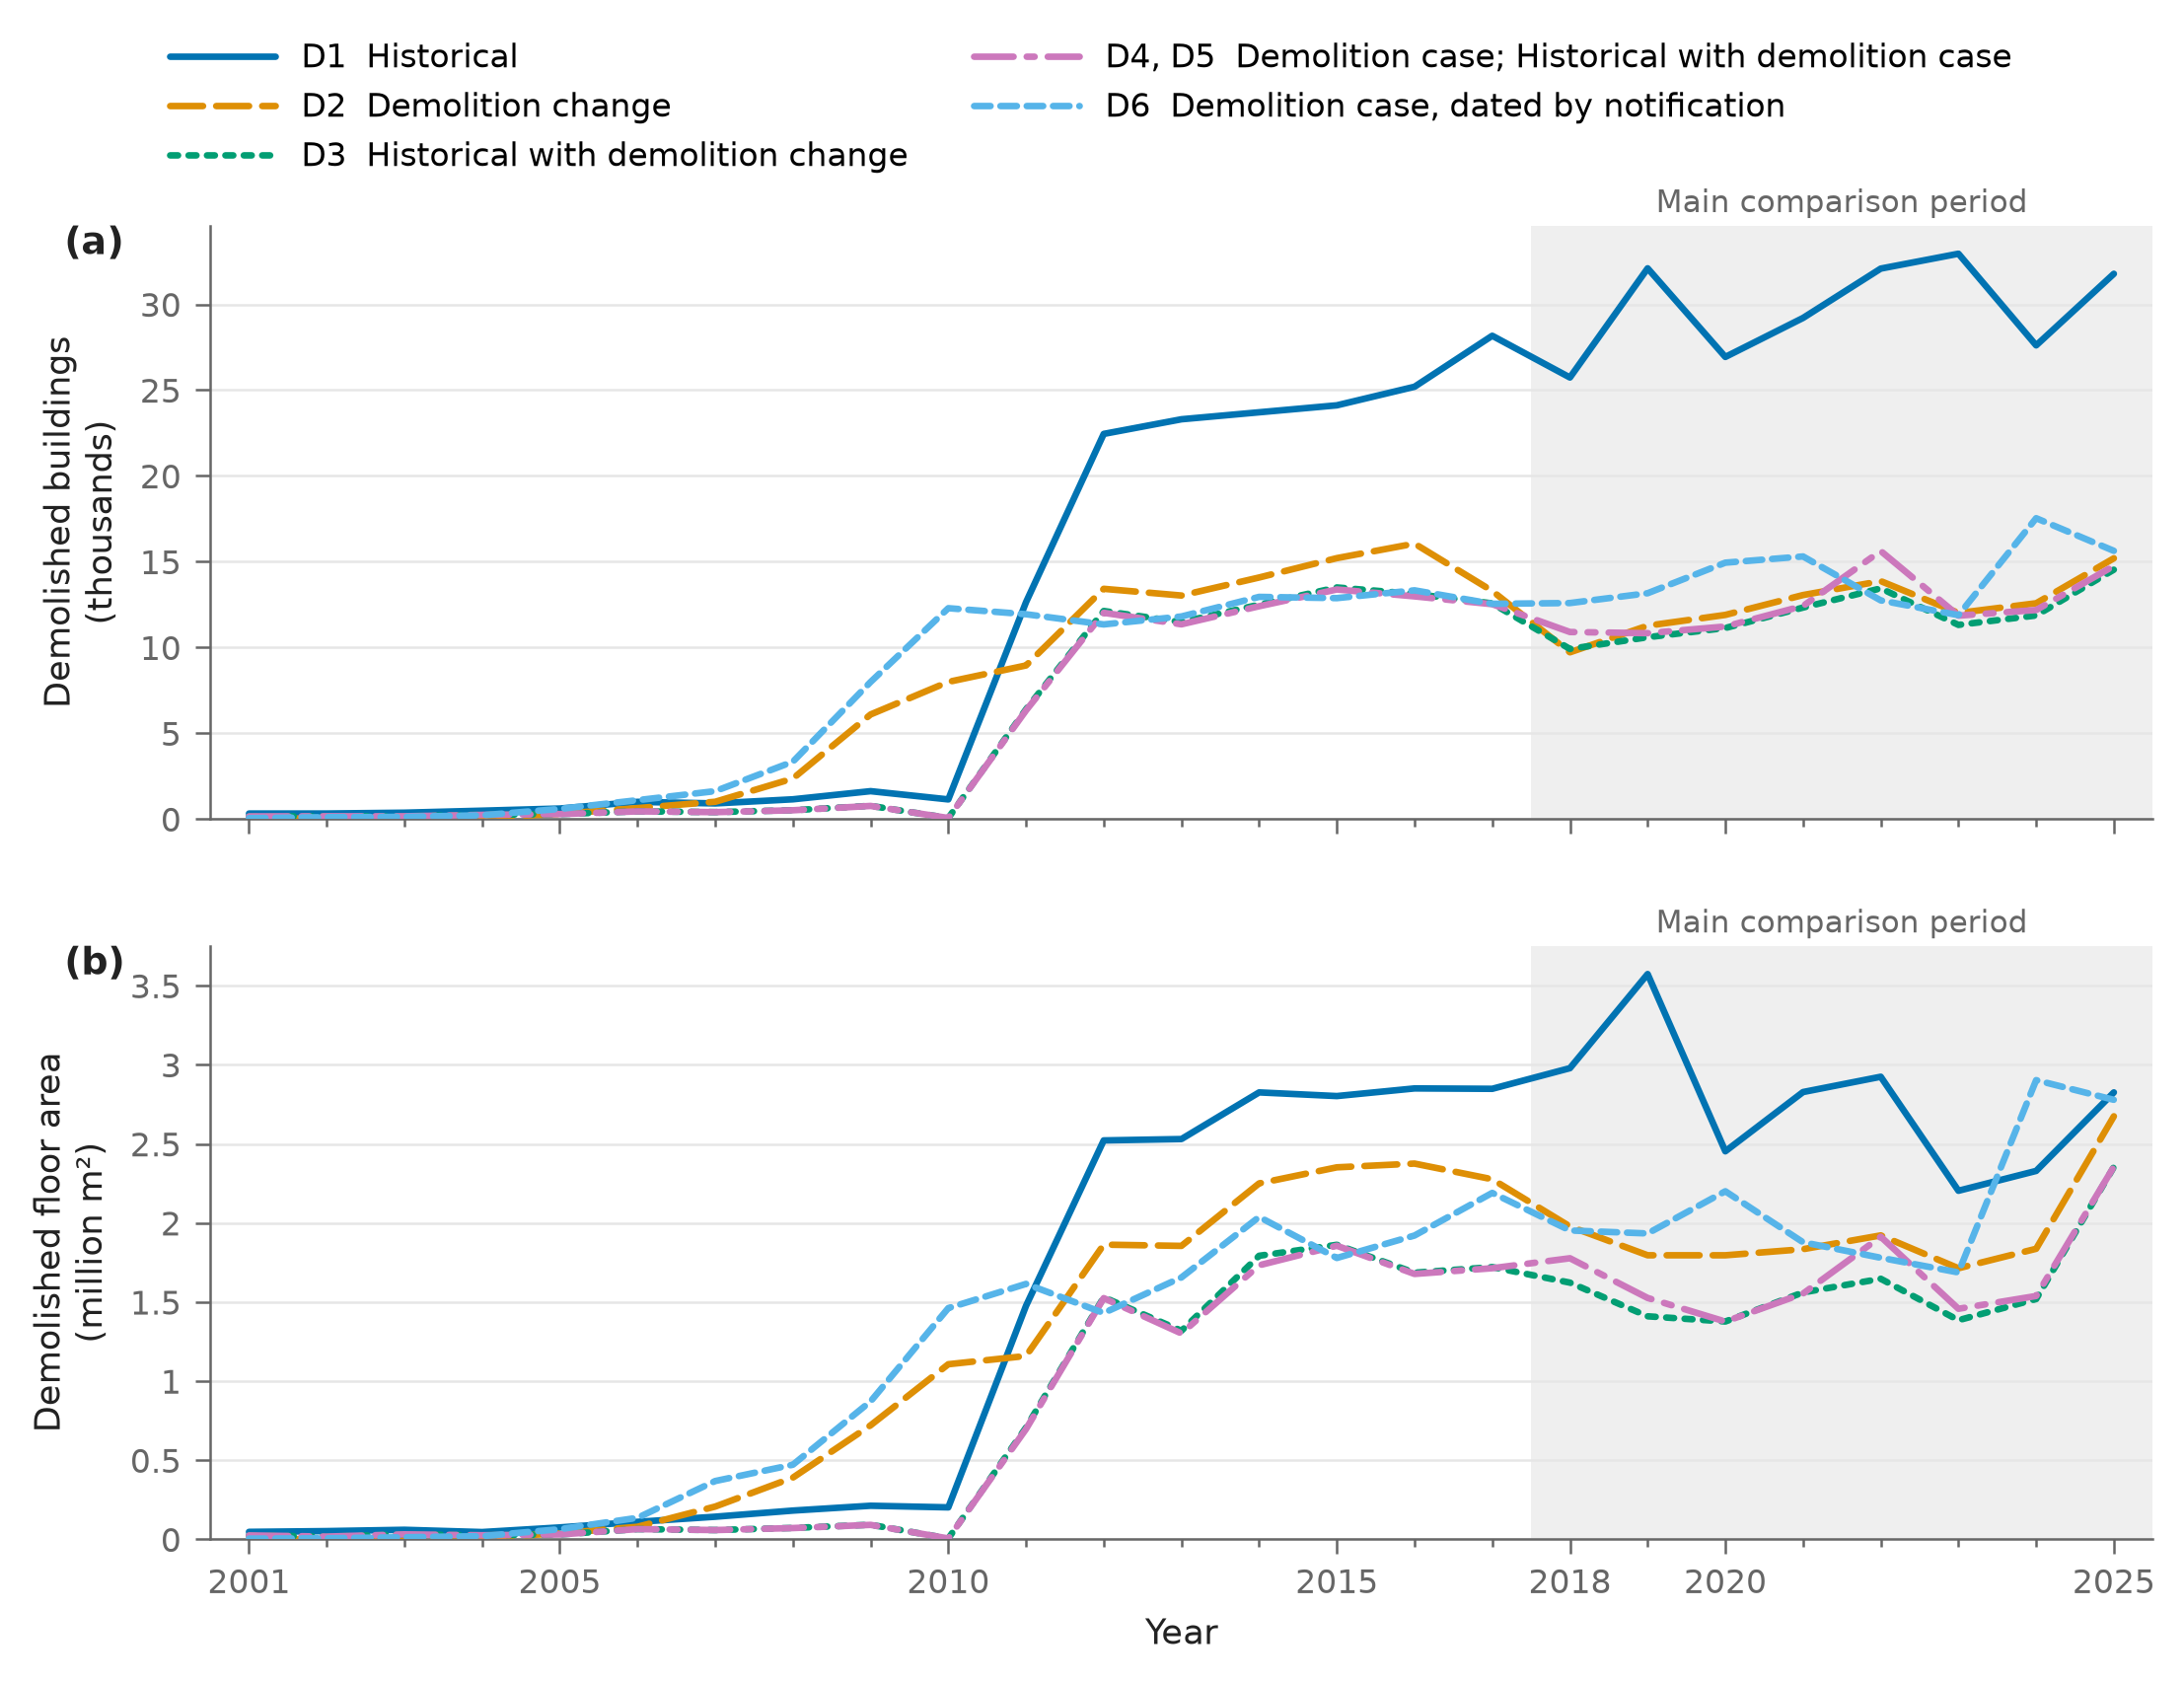 D1 Historical
D2 Demolition change
D3 Historical with demolition change
D4, D5 Demolition case; Historical with demolition case
D6 Demolition case, dated by notification
Main comparison period
(a)
Demolished buildings
(thousands)
30
25
20
15
10
5
0
Main comparison period
(b)
Demolished floor area
(million m²)
3.5
3
2.5
2
1.5
1
0.5
0
2001 2005 2010 2015 2018 2020 2025
Year